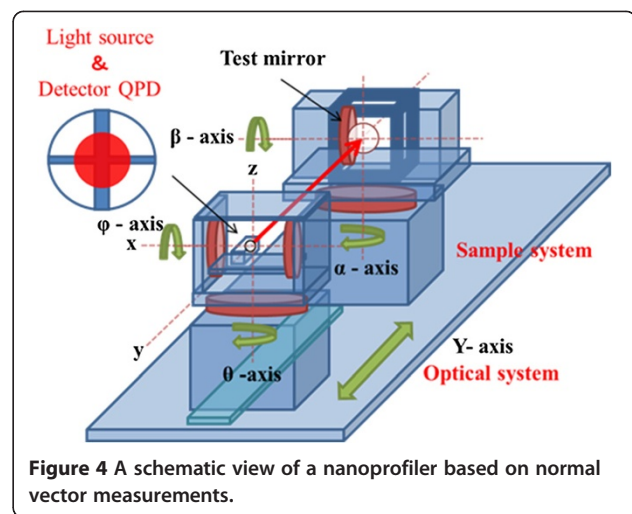 Light source
&
Detector QPD
Test mirror
β - axis
z
φ - axis
x
α - axis
Sample system
y
θ -axis
Y- axis
Optical system
Figure 4 A schematic view of a nanoprofiler based on normal
vector measurements.